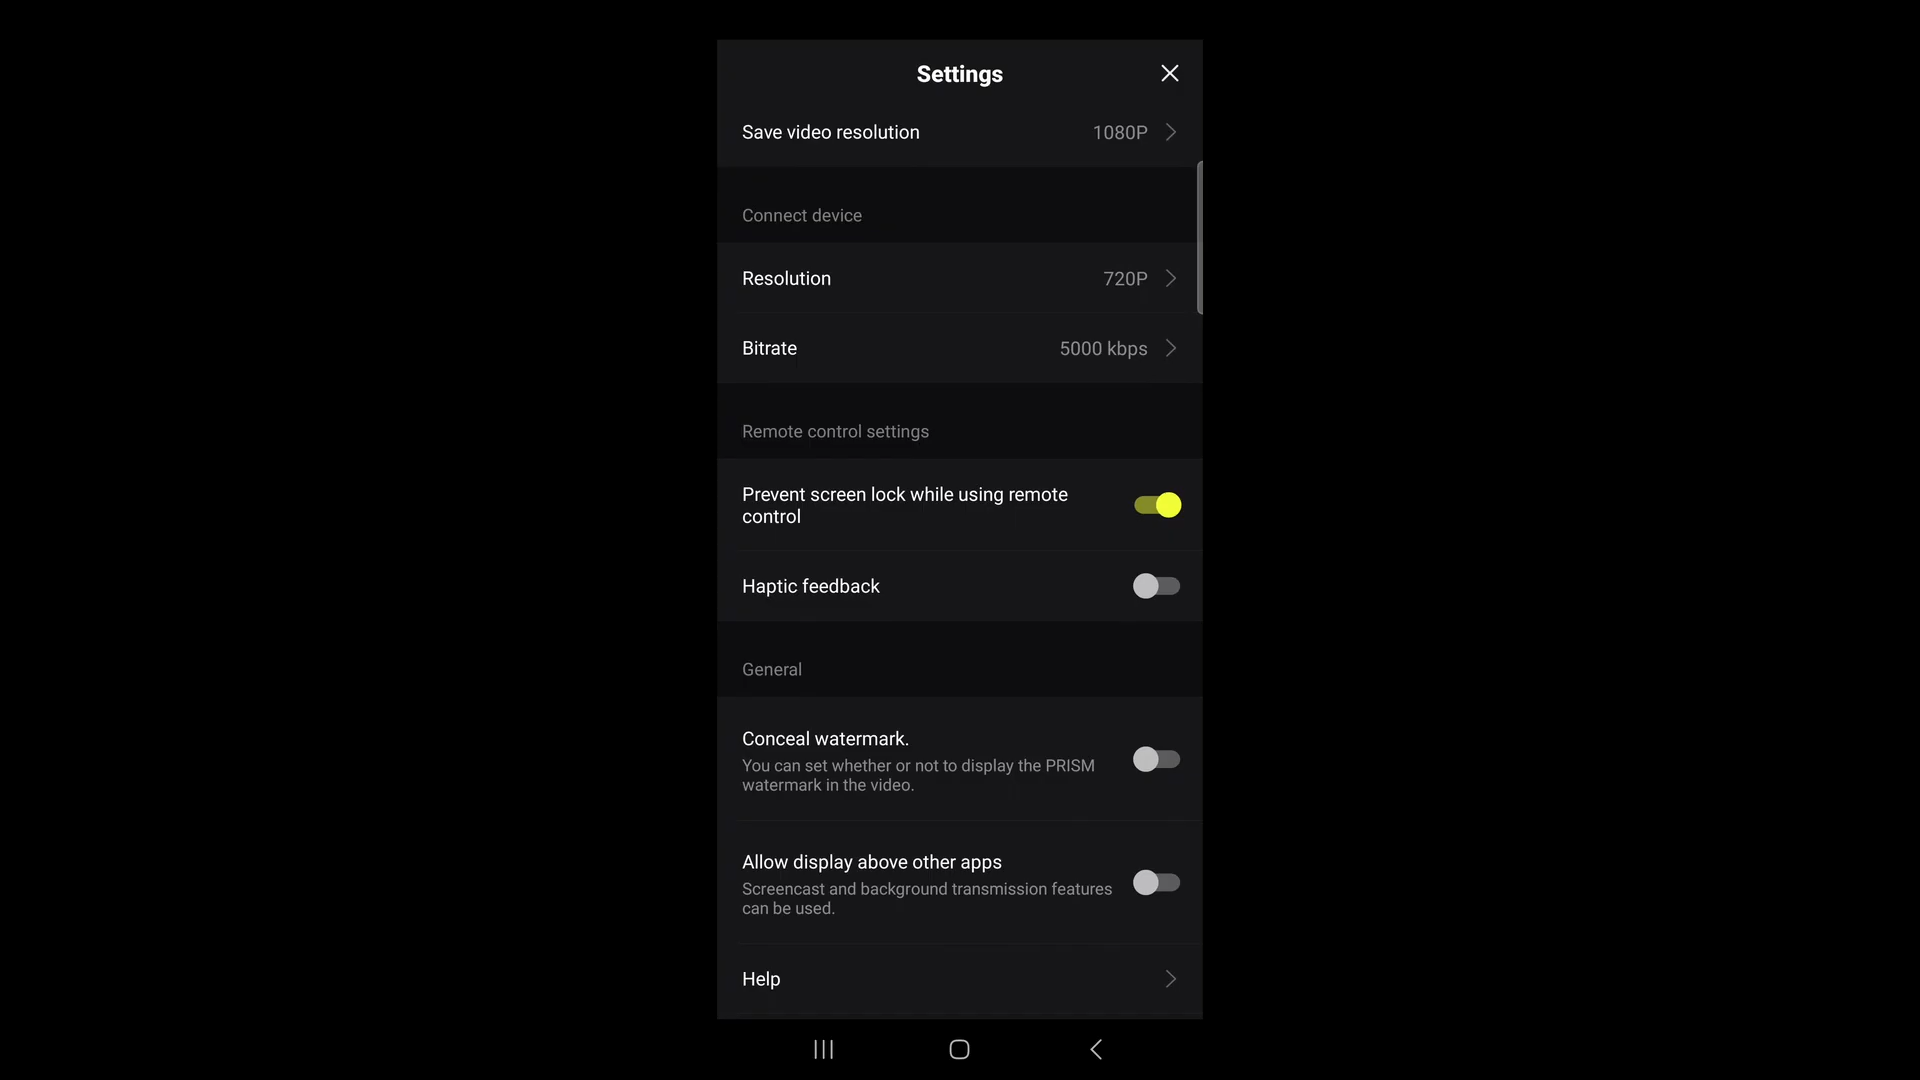 Settings
Save video resolution 1080P
Connect device
Resolution 720P
Bitrate 5000 kbps
Remote control settings
Prevent screen lock while using remote
control
Haptic feedback
General
Conceal watermark.
You can set whether or not to display the PRISM
watermark in the video.
Allow display above other apps
Screencast and background transmission features
can be used.
Help